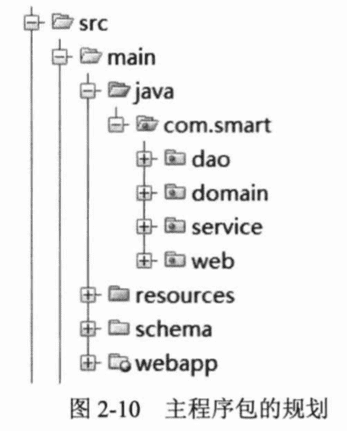 src
main
java
com.smart
dao
domain
service
web
resources
schema
webapp
图 2-10 主程序包的规划